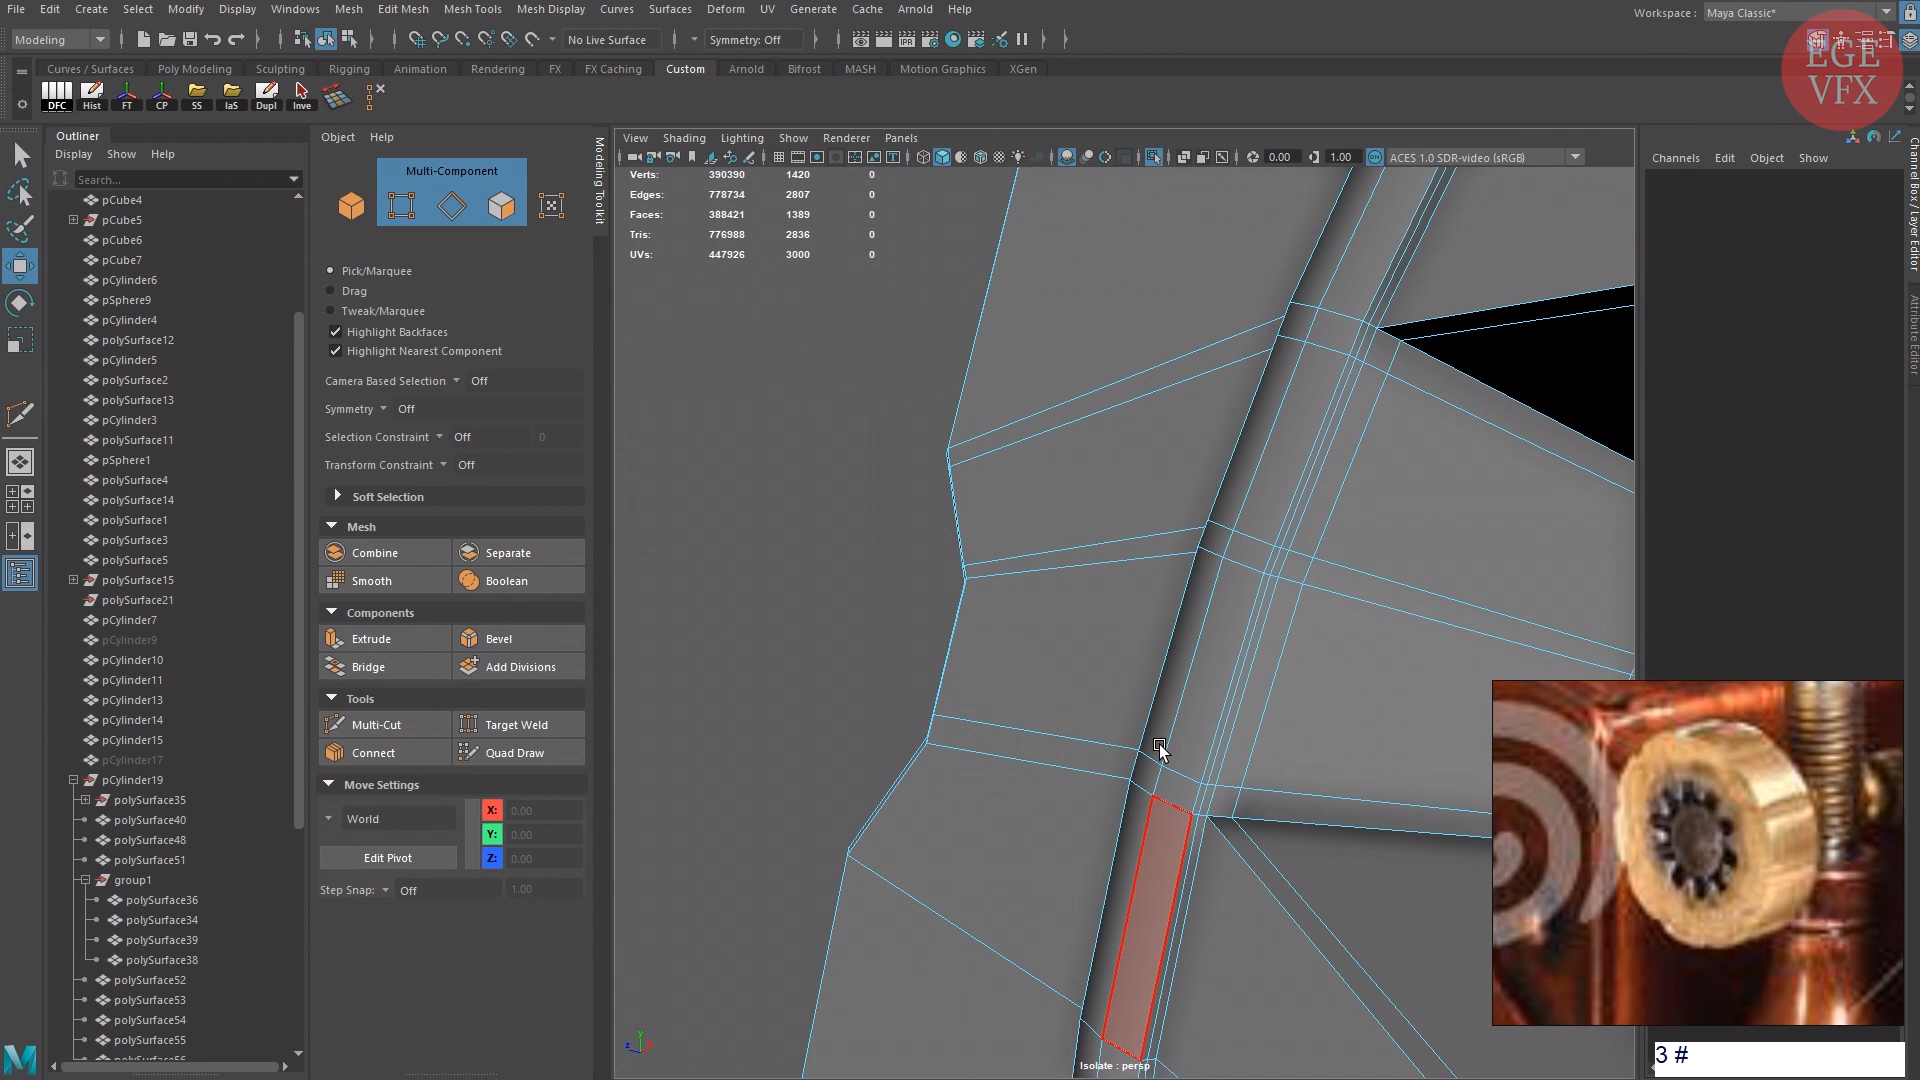 File Edit Create Select Modify Display Windows Mesh Edit Mesh Mesh Tools Mesh Display Curves Surfaces Deform UV Generate Cache Arnold Help
Workspace : Maya Classic*
Modeling No Live Surface Symmetry: Off
EGE
VFX
Curves / Surfaces Poly Modeling Sculpting Rigging Animation Rendering FX FX Caching Custom Arnold Bifrost MASH Motion Graphics XGen
DFC Hist FT CP SS IaS Dupl Inve
Outliner
Display Show Help
Search...
pCube4
pCube5
pCube6
pCube7
pCylinder6
pSphere9
pCylinder4
polySurface12
pCylinder5
polySurface2
polySurface13
pCylinder3
polySurface11
pSphere1
polySurface4
polySurface14
polySurface1
polySurface3
polySurface5
polySurface15
polySurface21
pCylinder7
pCylinder9
pCylinder10
pCylinder11
pCylinder13
pCylinder14
pCylinder15
pCylinder17
pCylinder19
polySurface35
polySurface40
polySurface48
polySurface51
group1
polySurface36
polySurface34
polySurface39
polySurface38
polySurface52
polySurface53
polySurface54
polySurface55
Object Help
Modeling Toolkit
Multi-Component
Pick/Marquee
Drag
Tweak/Marquee
Highlight Backfaces
Highlight Nearest Component
Camera Based Selection Off
Symmetry Off
Selection Constraint Off 0
Transform Constraint Off
Soft Selection
Mesh
Combine Separate
Smooth Boolean
Components
Extrude Bevel
Bridge Add Divisions
Tools
Multi-Cut Target Weld
Connect Quad Draw
Move Settings
World X: 0.00
Y: 0.00
Edit Pivot Z: 0.00
Step Snap: Off 1.00
View Shading Lighting Show Renderer Panels
0.00 1.00 ON ACES 1.0 SDR-video (sRGB)
Verts: 390390 1420 0
Edges: 778734 2807 0
Faces: 388421 1389 0
Tris: 776988 2836 0
UVs: 447926 3000 0
Isolate : persp
Channels Edit Object Show
Channel Box / Layer Editor
Attribute Editor
3 #